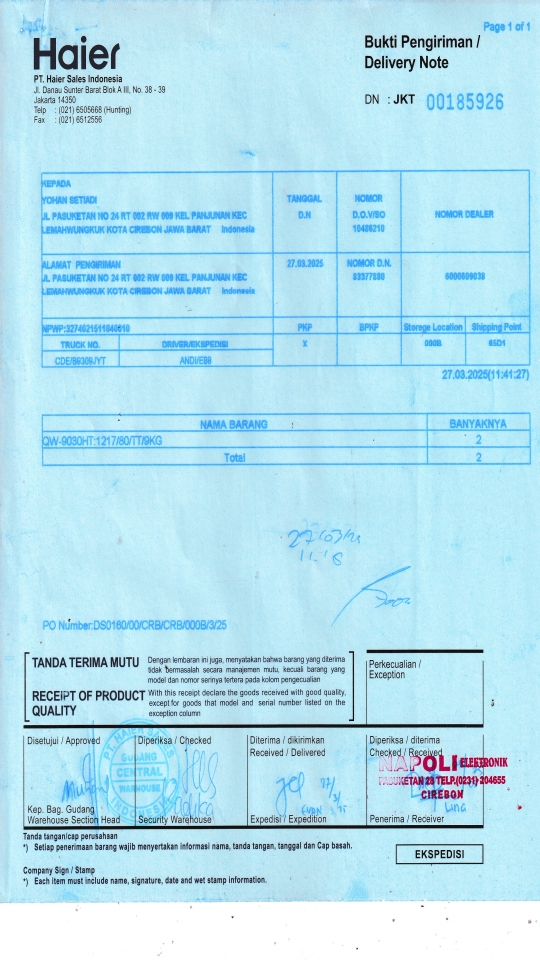 Page 1 of 1
Haier
PT. Haier Sales Indonesia
Jl. Danau Sunter Barat Blok A III, No. 38 - 39
Jakarta 14350
Telp : (021) 6505668 (Hunting)
Fax : (021) 6512556
Bukti Pengiriman /
Delivery Note
DN : JKT 00185926
KEPADA
YOHAN SETIADI
JL PASUKETAN NO 24 RT 002 RW 009 KEL PANJUNAN KEC
LEMAHWUNGKUK KOTA CIREBON JAWA BARAT Indonesia
TANGGAL
D.N
NOMOR
D.O.V/SO
10486210
NOMOR DEALER
ALAMAT PENGIRIMAN
JL PASUKETAN NO 24 RT 002 RW 009 KEL PANJUNAN KEC
LEMAHWUNGKUK KOTA CIREBON JAWA BARAT Indonesia
27.03.2025
NOMOR D.N.
83377880
PKP BPKP Storege Location Shipping Point
TRUCK NO. DRIVER/EKSPEDISI X 000B 85D1
27.03.2025(11:41:27)
NAMA BARANG BANYAKNYA
QW-9030HT:1217/80/TT/9KG 2
Total 2
PO Number:DS0160/00/CRB/CRB/000B/3/25
TANDA TERIMA MUTU
Dengan lembaran ini juga, menyatakan bahwa barang yang diterima
tidak bermasalah secara manajemen mutu, kecuali barang yang
model dan nomor serinya tertera pada kolom pengecualian
RECEIPT OF PRODUCT
QUALITY
With this receipt declare the goods received with good quality,
except for goods that model and serial number listed on the
exception column
Perkecualian /
Exception
Disetujui / Approved
Diperiksa / Checked
Diterima / dikirimkan
Received / Delivered
Diperiksa / diterima
Checked / Received
GUDANG
CENTRAL
WAREHOUSE
INDONESIA
NAPOLI ELEKTRONIK
PASUKETAN 28 TELP.(0231) 204655
CIREBON
Kep. Bag. Gudang
Warehouse Section Head
Security Warehouse
Expedisi / Expedition
Penerima / Receiver
Tanda tangan/cap perusahaan
*) Setiap penerimaan barang wajib menyertakan informasi nama, tanda tangan, tanggal dan Cap basah.
EKSPEDISI
Company Sign / Stamp
*) Each item must include name, signature, date and wet stamp information.